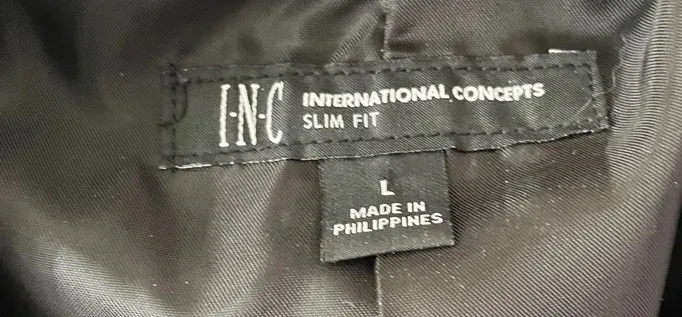 I·N·C INTERNATIONAL CONCEPTS
SLIM FIT
L
MADE IN
PHILIPPINES